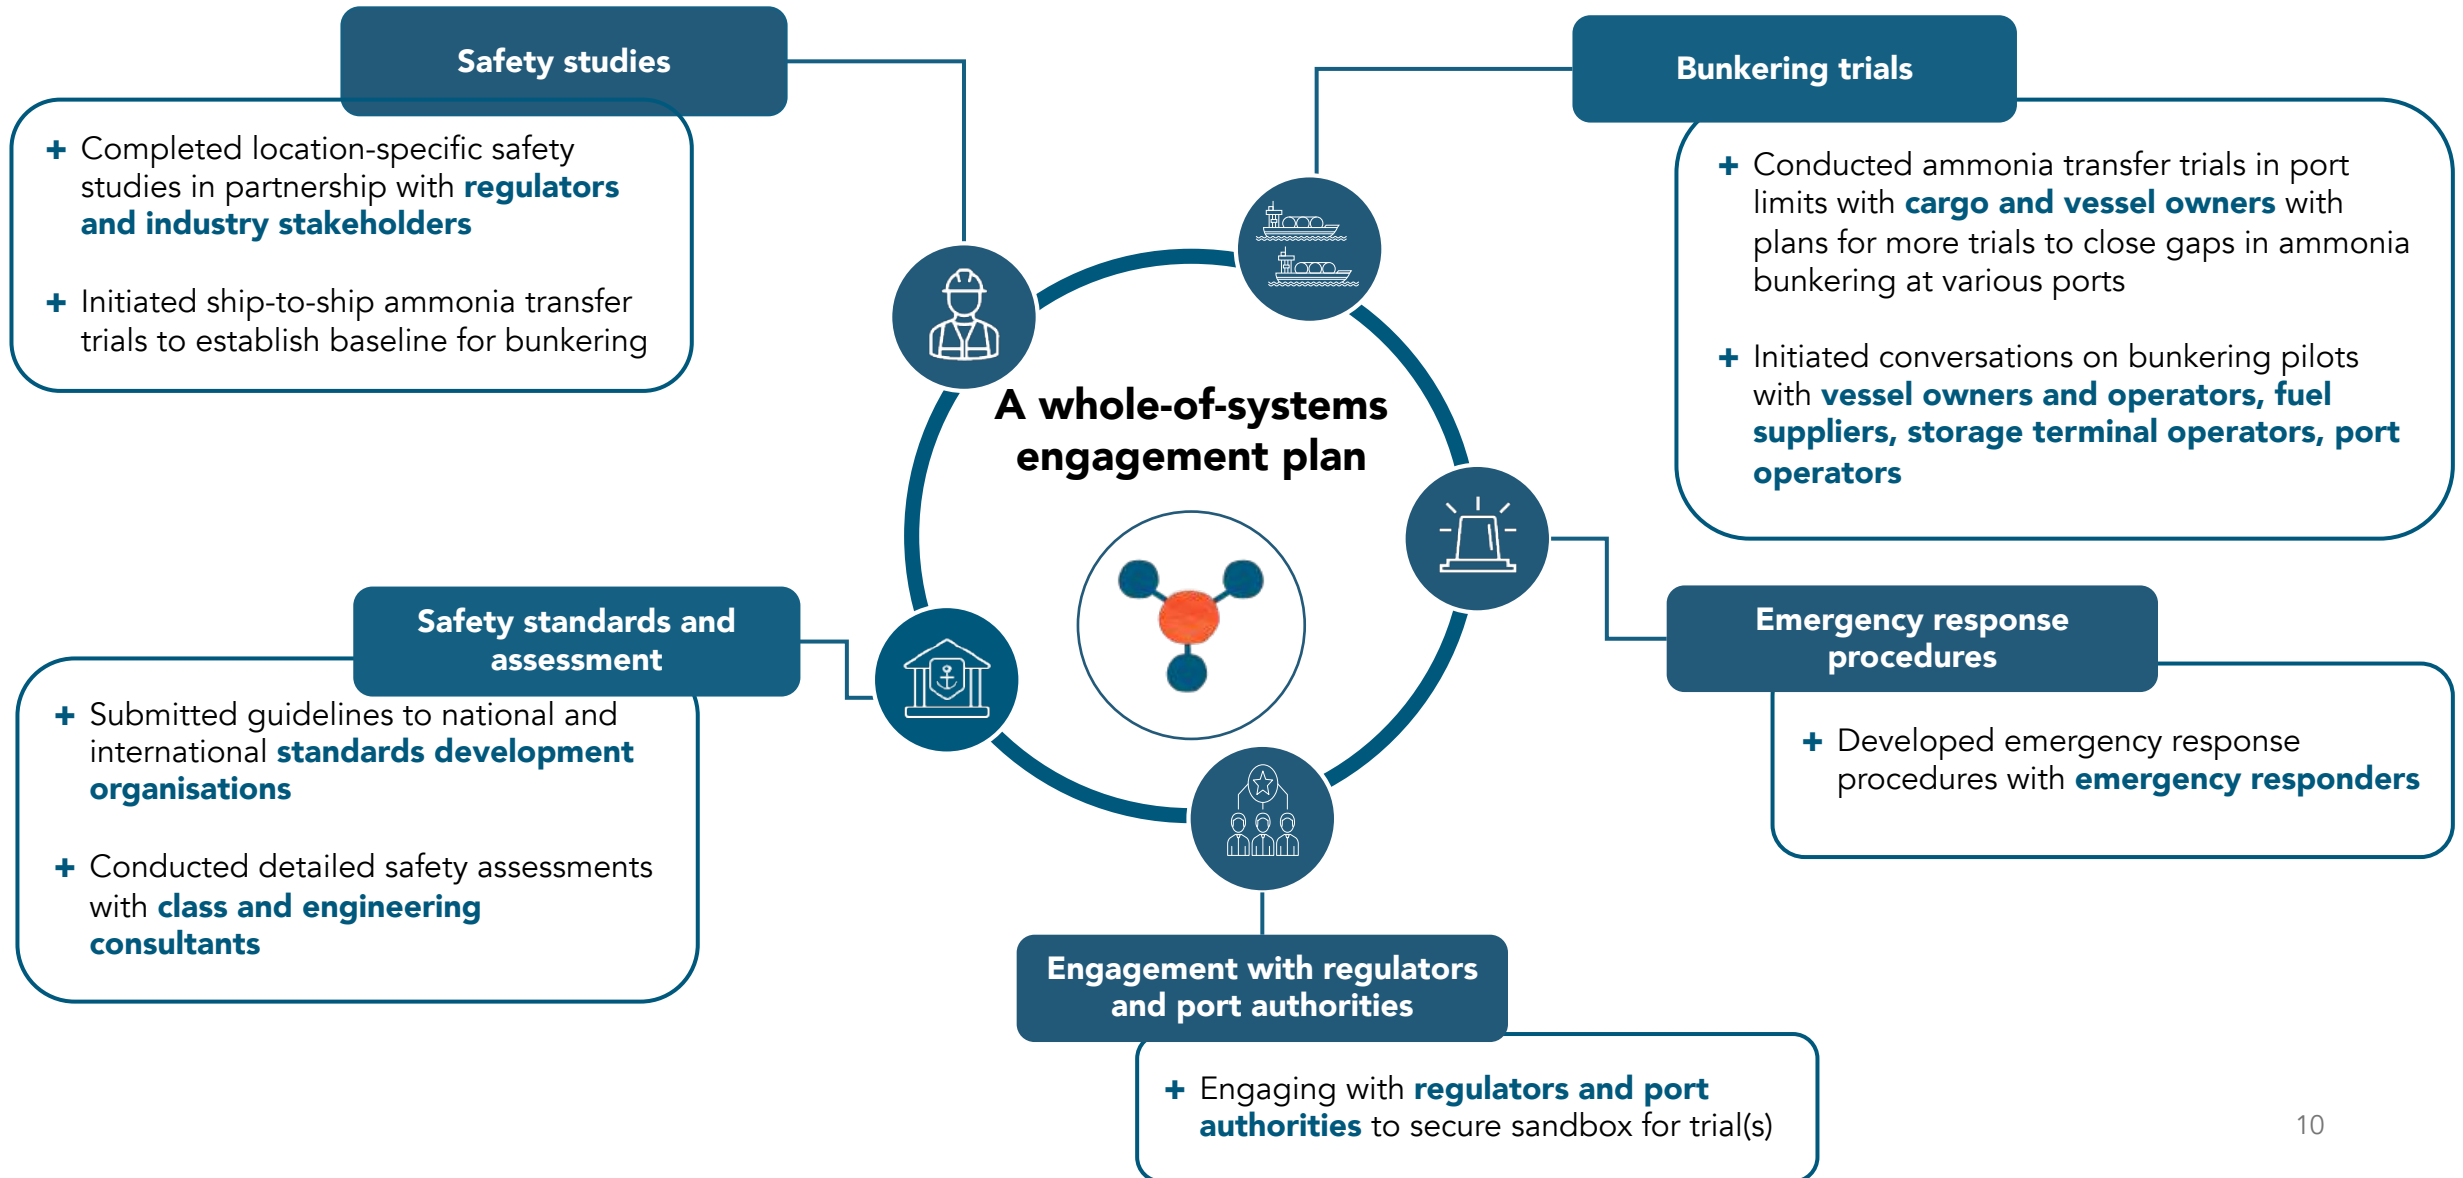 Safety studies
+ Completed location-specific safety
studies in partnership with regulators
and industry stakeholders
+ Initiated ship-to-ship ammonia transfer
trials to establish baseline for bunkering
Bunkering trials
+ Conducted ammonia transfer trials in port
limits with cargo and vessel owners with
plans for more trials to close gaps in ammonia
bunkering at various ports
+ Initiated conversations on bunkering pilots
with vessel owners and operators, fuel
suppliers, storage terminal operators, port
operators
A whole-of-systems
engagement plan
Safety standards and
assessment
+ Submitted guidelines to national and
international standards development
organisations
+ Conducted detailed safety assessments
with class and engineering
consultants
Emergency response
procedures
+ Developed emergency response
procedures with emergency responders
Engagement with regulators
and port authorities
+ Engaging with regulators and port
authorities to secure sandbox for trial(s)
10